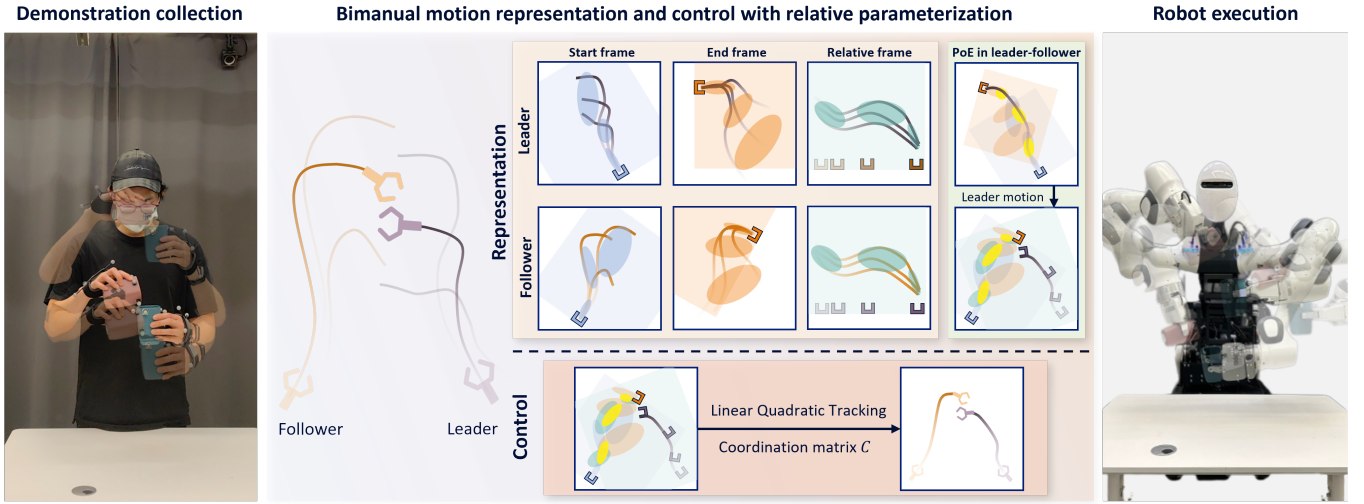 Demonstration collection
Bimanual motion representation and control with relative parameterization
Robot execution
Start frame
End frame
Relative frame
PoE in leader-follower
Representation
Leader
Leader motion
Follower
Follower
Leader
Control
Linear Quadratic Tracking
Coordination matrix C